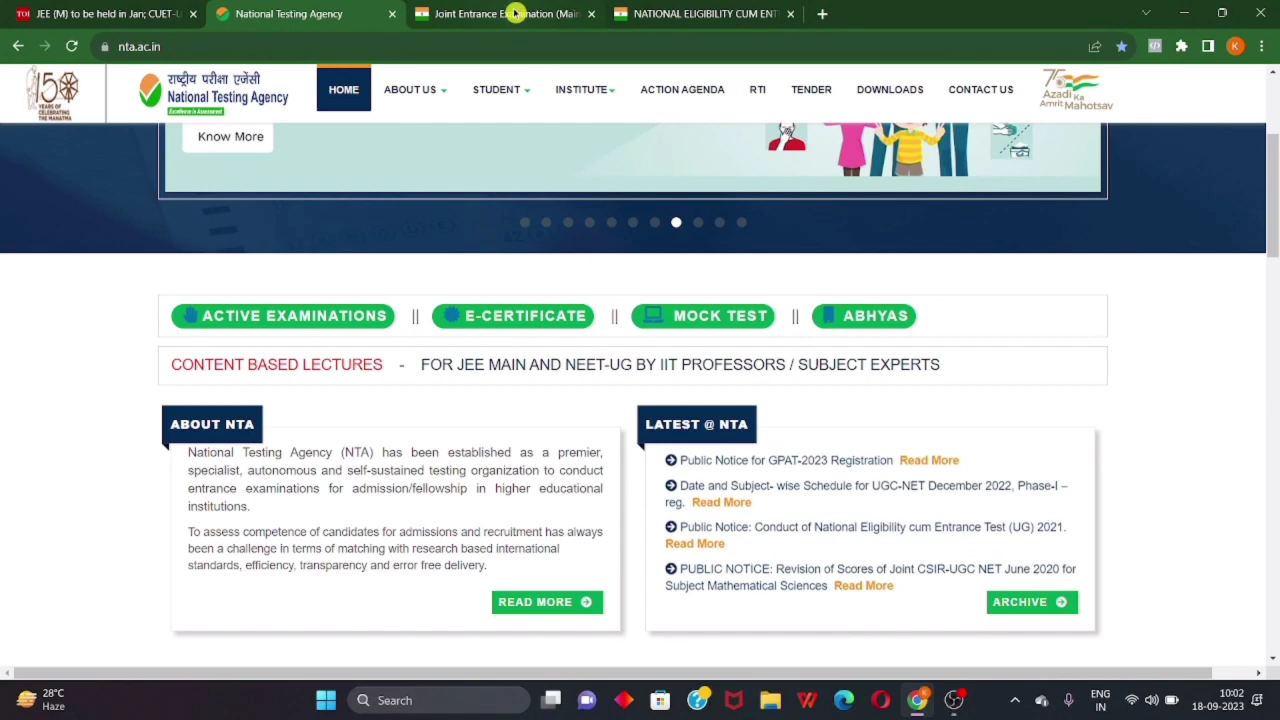 JEE (M) to be held in Jan; CUET-U
National Testing Agency
Joint Entrance Examination (Main
NATIONAL ELIGIBILITY CUM ENT
nta.ac.in
K
150
YEARS OF
CELEBRATING
THE MAHATMA
राष्ट्रीय परीक्षा एजेंसी
National Testing Agency
Excellence in Assessment
HOME
ABOUT US
STUDENT
INSTITUTE
ACTION AGENDA
RTI
TENDER
DOWNLOADS
CONTACT US
75
Azadi Ka
Amrit Mahotsav
Know More
ACTIVE EXAMINATIONS || E-CERTIFICATE || MOCK TEST || ABHYAS
CONTENT BASED LECTURES - FOR JEE MAIN AND NEET-UG BY IIT PROFESSORS / SUBJECT EXPERTS
ABOUT NTA
National Testing Agency (NTA) has been established as a premier,
specialist, autonomous and self-sustained testing organization to conduct
entrance examinations for admission/fellowship in higher educational
institutions.
To assess competence of candidates for admissions and recruitment has always
been a challenge in terms of matching with research based international
standards, efficiency, transparency and error free delivery.
READ MORE
LATEST @ NTA
Public Notice for GPAT-2023 Registration Read More
Date and Subject- wise Schedule for UGC-NET December 2022, Phase-I –
reg. Read More
Public Notice: Conduct of National Eligibility cum Entrance Test (UG) 2021.
Read More
PUBLIC NOTICE: Revision of Scores of Joint CSIR-UGC NET June 2020 for
Subject Mathematical Sciences Read More
ARCHIVE
28°C
Haze
Search
ENG
IN
10:02
18-09-2023